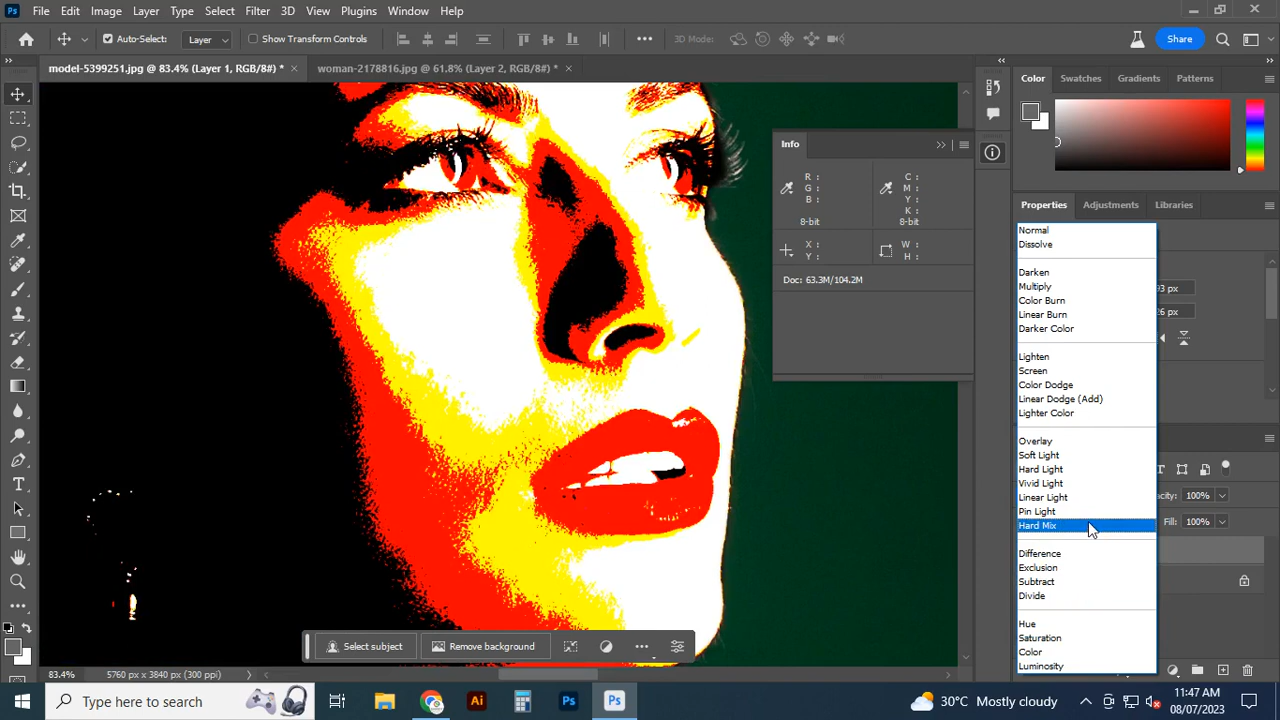 Ps File Edit Image Layer Type Select Filter 3D View Plugins Window Help
Auto-Select: Layer Show Transform Controls 3D Mode: Share
model-5399251.jpg @ 83.4% (Layer 1, RGB/8#) * woman-2178816.jpg @ 61.8% (Layer 2, RGB/8#) *
Color Swatches Gradients Patterns
Info
R : C :
G : M :
B : Y :
K :
8-bit 8-bit
X : W :
Y : H :
Doc: 63.3M/104.2M
Properties Adjustments Libraries
Normal
Dissolve
Darken
Multiply
93 px
Color Burn
Linear Burn
26 px
Darker Color
Lighten
Screen
Color Dodge
Linear Dodge (Add)
Lighter Color
Overlay
Soft Light
Hard Light
Vivid Light
Linear Light
acity: 100%
Pin Light
Hard Mix
Fill: 100%
Difference
Exclusion
Subtract
Divide
Hue
Saturation
Color
Luminosity
Select subject Remove background
83.4% 5760 px x 3840 px (300 ppi)
Type here to search
Ai Ps Ps
30°C Mostly cloudy
11:47 AM
08/07/2023